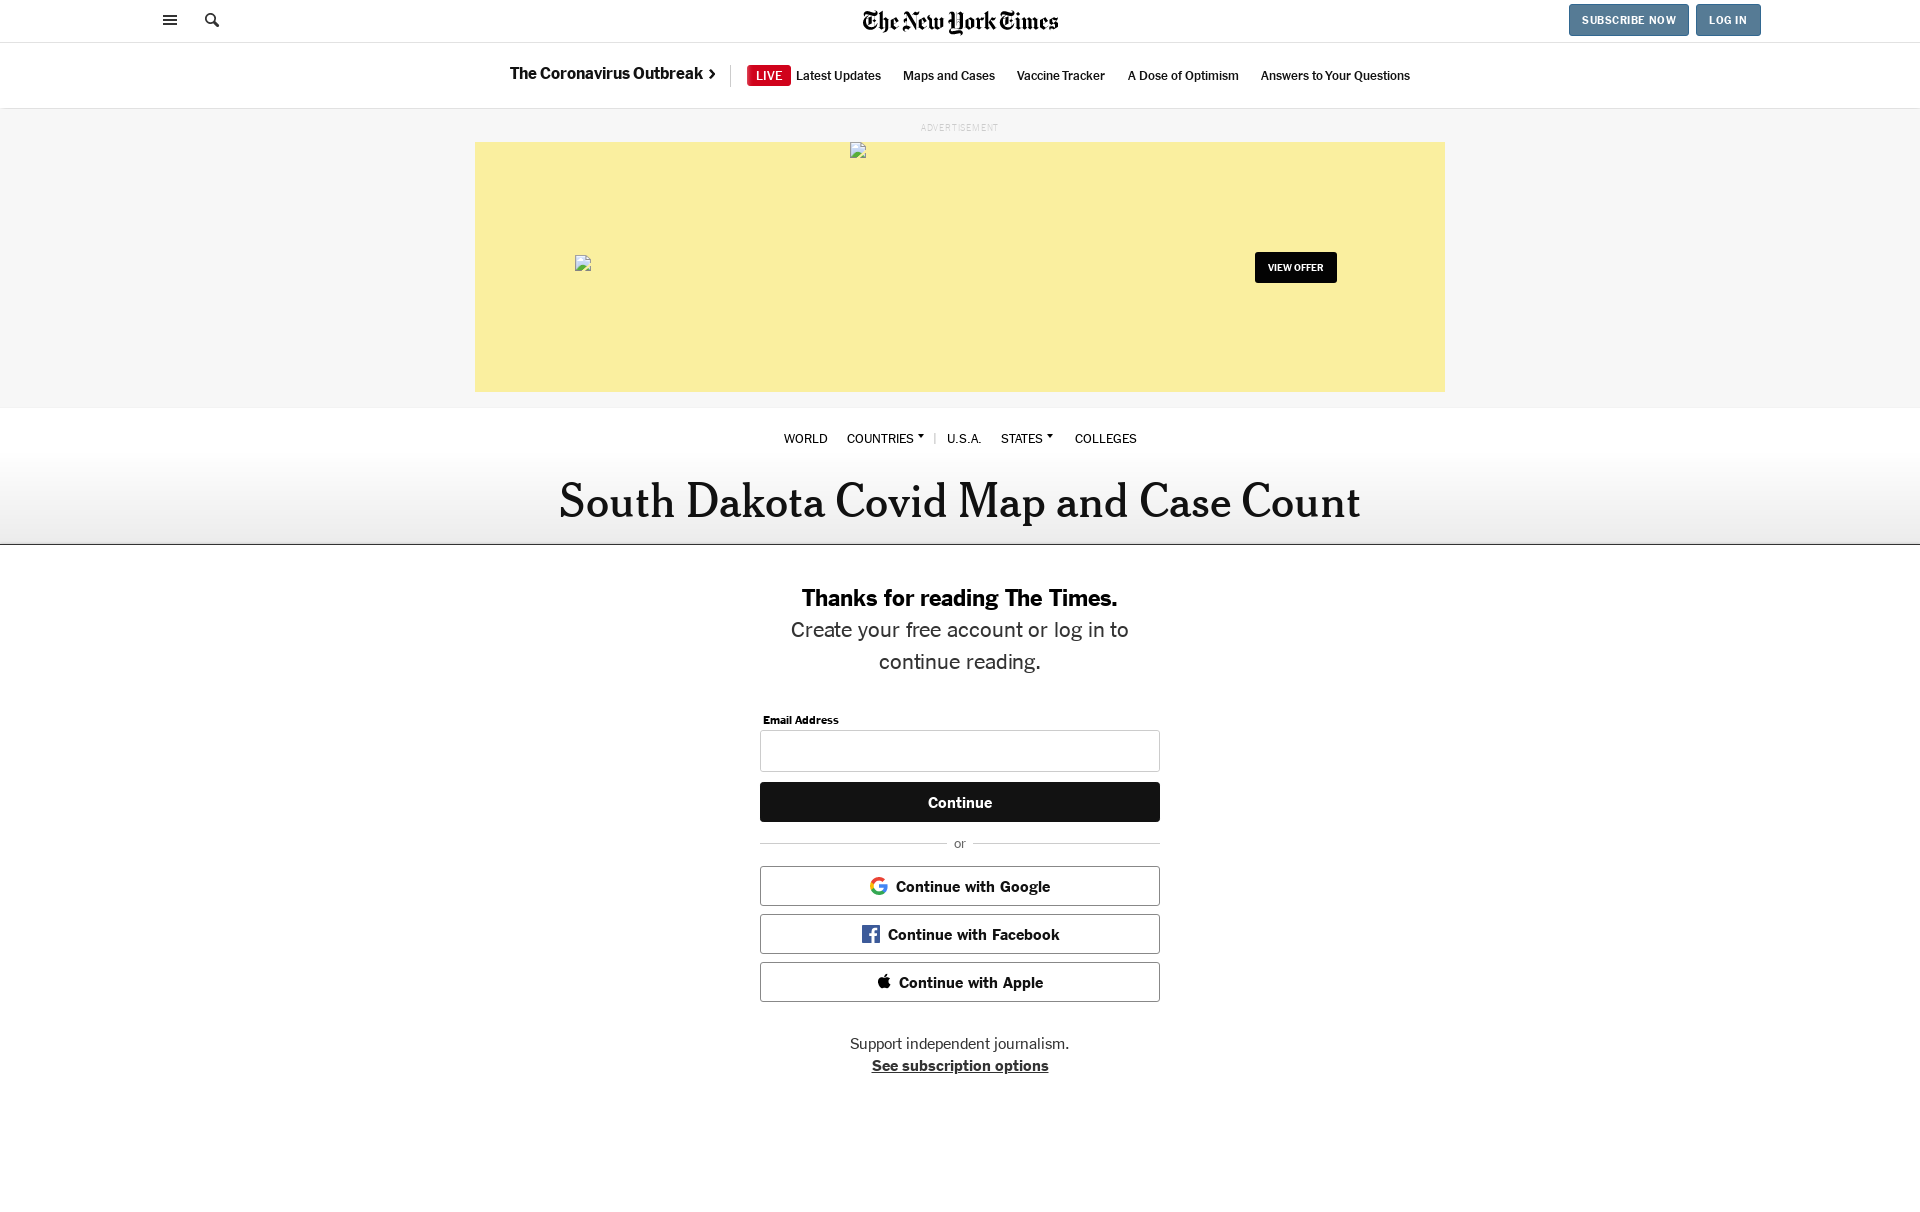 The New York Times
SUBSCRIBE NOW
LOG IN
The Coronavirus Outbreak
LIVE Latest Updates
Maps and Cases
Vaccine Tracker
A Dose of Optimism
Answers to Your Questions
ADVERTISEMENT
VIEW OFFER
WORLD COUNTRIES | U.S.A. STATES COLLEGES
South Dakota Covid Map and Case Count
Thanks for reading The Times.
Create your free account or log in to
continue reading.
Email Address
Continue
or
Continue with Google
Continue with Facebook
Continue with Apple
Support independent journalism.
See subscription options